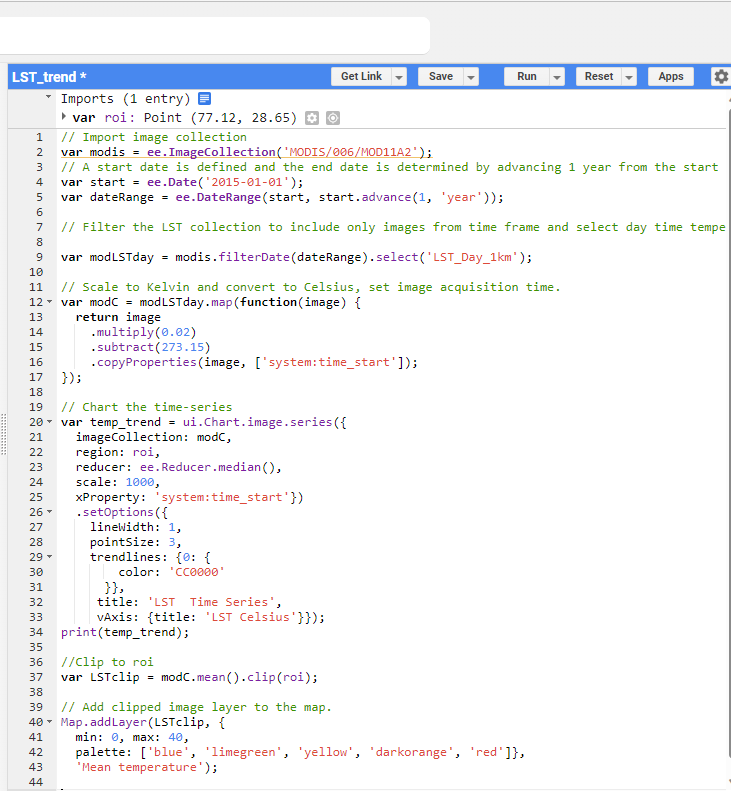 LST_trend *
Get Link
Save
Run
Reset
Apps
Imports (1 entry)
var roi: Point (77.12, 28.65)
1 // Import image collection
2 var modis = ee.ImageCollection('MODIS/006/MOD11A2');
3 // A start date is defined and the end date is determined by advancing 1 year from the start
4 var start = ee.Date('2015-01-01');
5 var dateRange = ee.DateRange(start, start.advance(1, 'year'));
6
7 // Filter the LST collection to include only images from time frame and select day time tempe
8
9 var modLSTday = modis.filterDate(dateRange).select('LST_Day_1km');
10
11 // Scale to Kelvin and convert to Celsius, set image acquisition time.
12 var modC = modLSTday.map(function(image) {
13   return image
14     .multiply(0.02)
15     .subtract(273.15)
16     .copyProperties(image, ['system:time_start']);
17 });
18
19 // Chart the time-series
20 var temp_trend = ui.Chart.image.series({
21   imageCollection: modC,
22   region: roi,
23   reducer: ee.Reducer.median(),
24   scale: 1000,
25   xProperty: 'system:time_start'})
26   .setOptions({
27     lineWidth: 1,
28     pointSize: 3,
29     trendlines: {0: {
30         color: 'CC0000'
31       }},
32      title: 'LST  Time Series',
33      vAxis: {title: 'LST Celsius'}});
34 print(temp_trend);
35
36 //Clip to roi
37 var LSTclip = modC.mean().clip(roi);
38
39 // Add clipped image layer to the map.
40 Map.addLayer(LSTclip, {
41   min: 0, max: 40,
42   palette: ['blue', 'limegreen', 'yellow', 'darkorange', 'red']},
43   'Mean temperature');
44